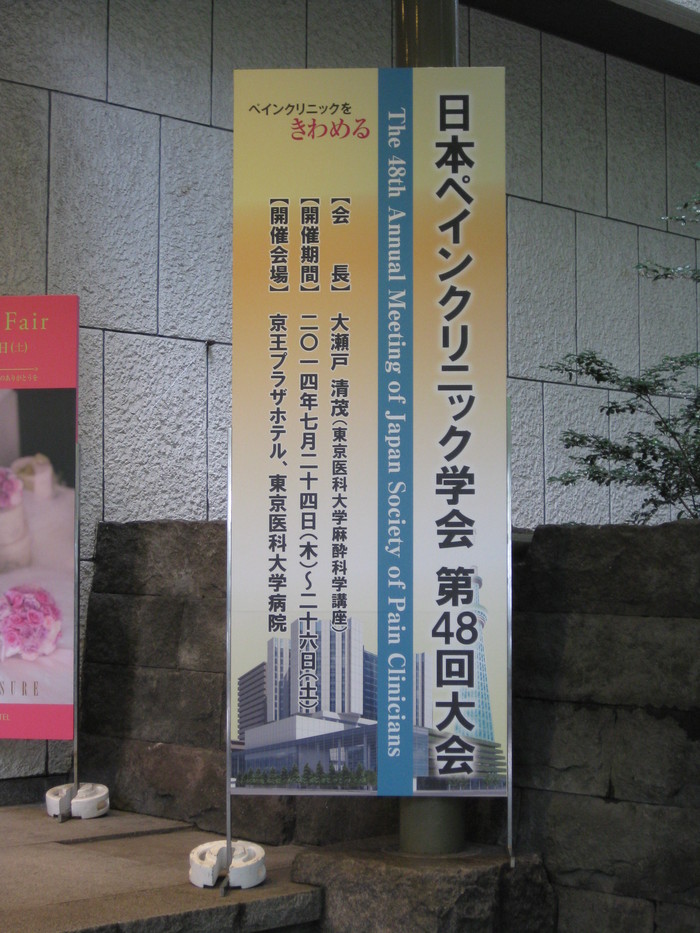 日本ペインクリニック学会 第48回大会
The 48th Annual Meeting of Japan Society of Pain Clinicians
ペインクリニックを
きわめる
【会　長】 大瀬戸 清茂（東京医科大学麻酔科学講座）
【開催期間】 二〇一四年七月二十四日（木）～二十六日（土）
【開催会場】 京王プラザホテル、東京医科大学病院
Fair
日（土）
SURE